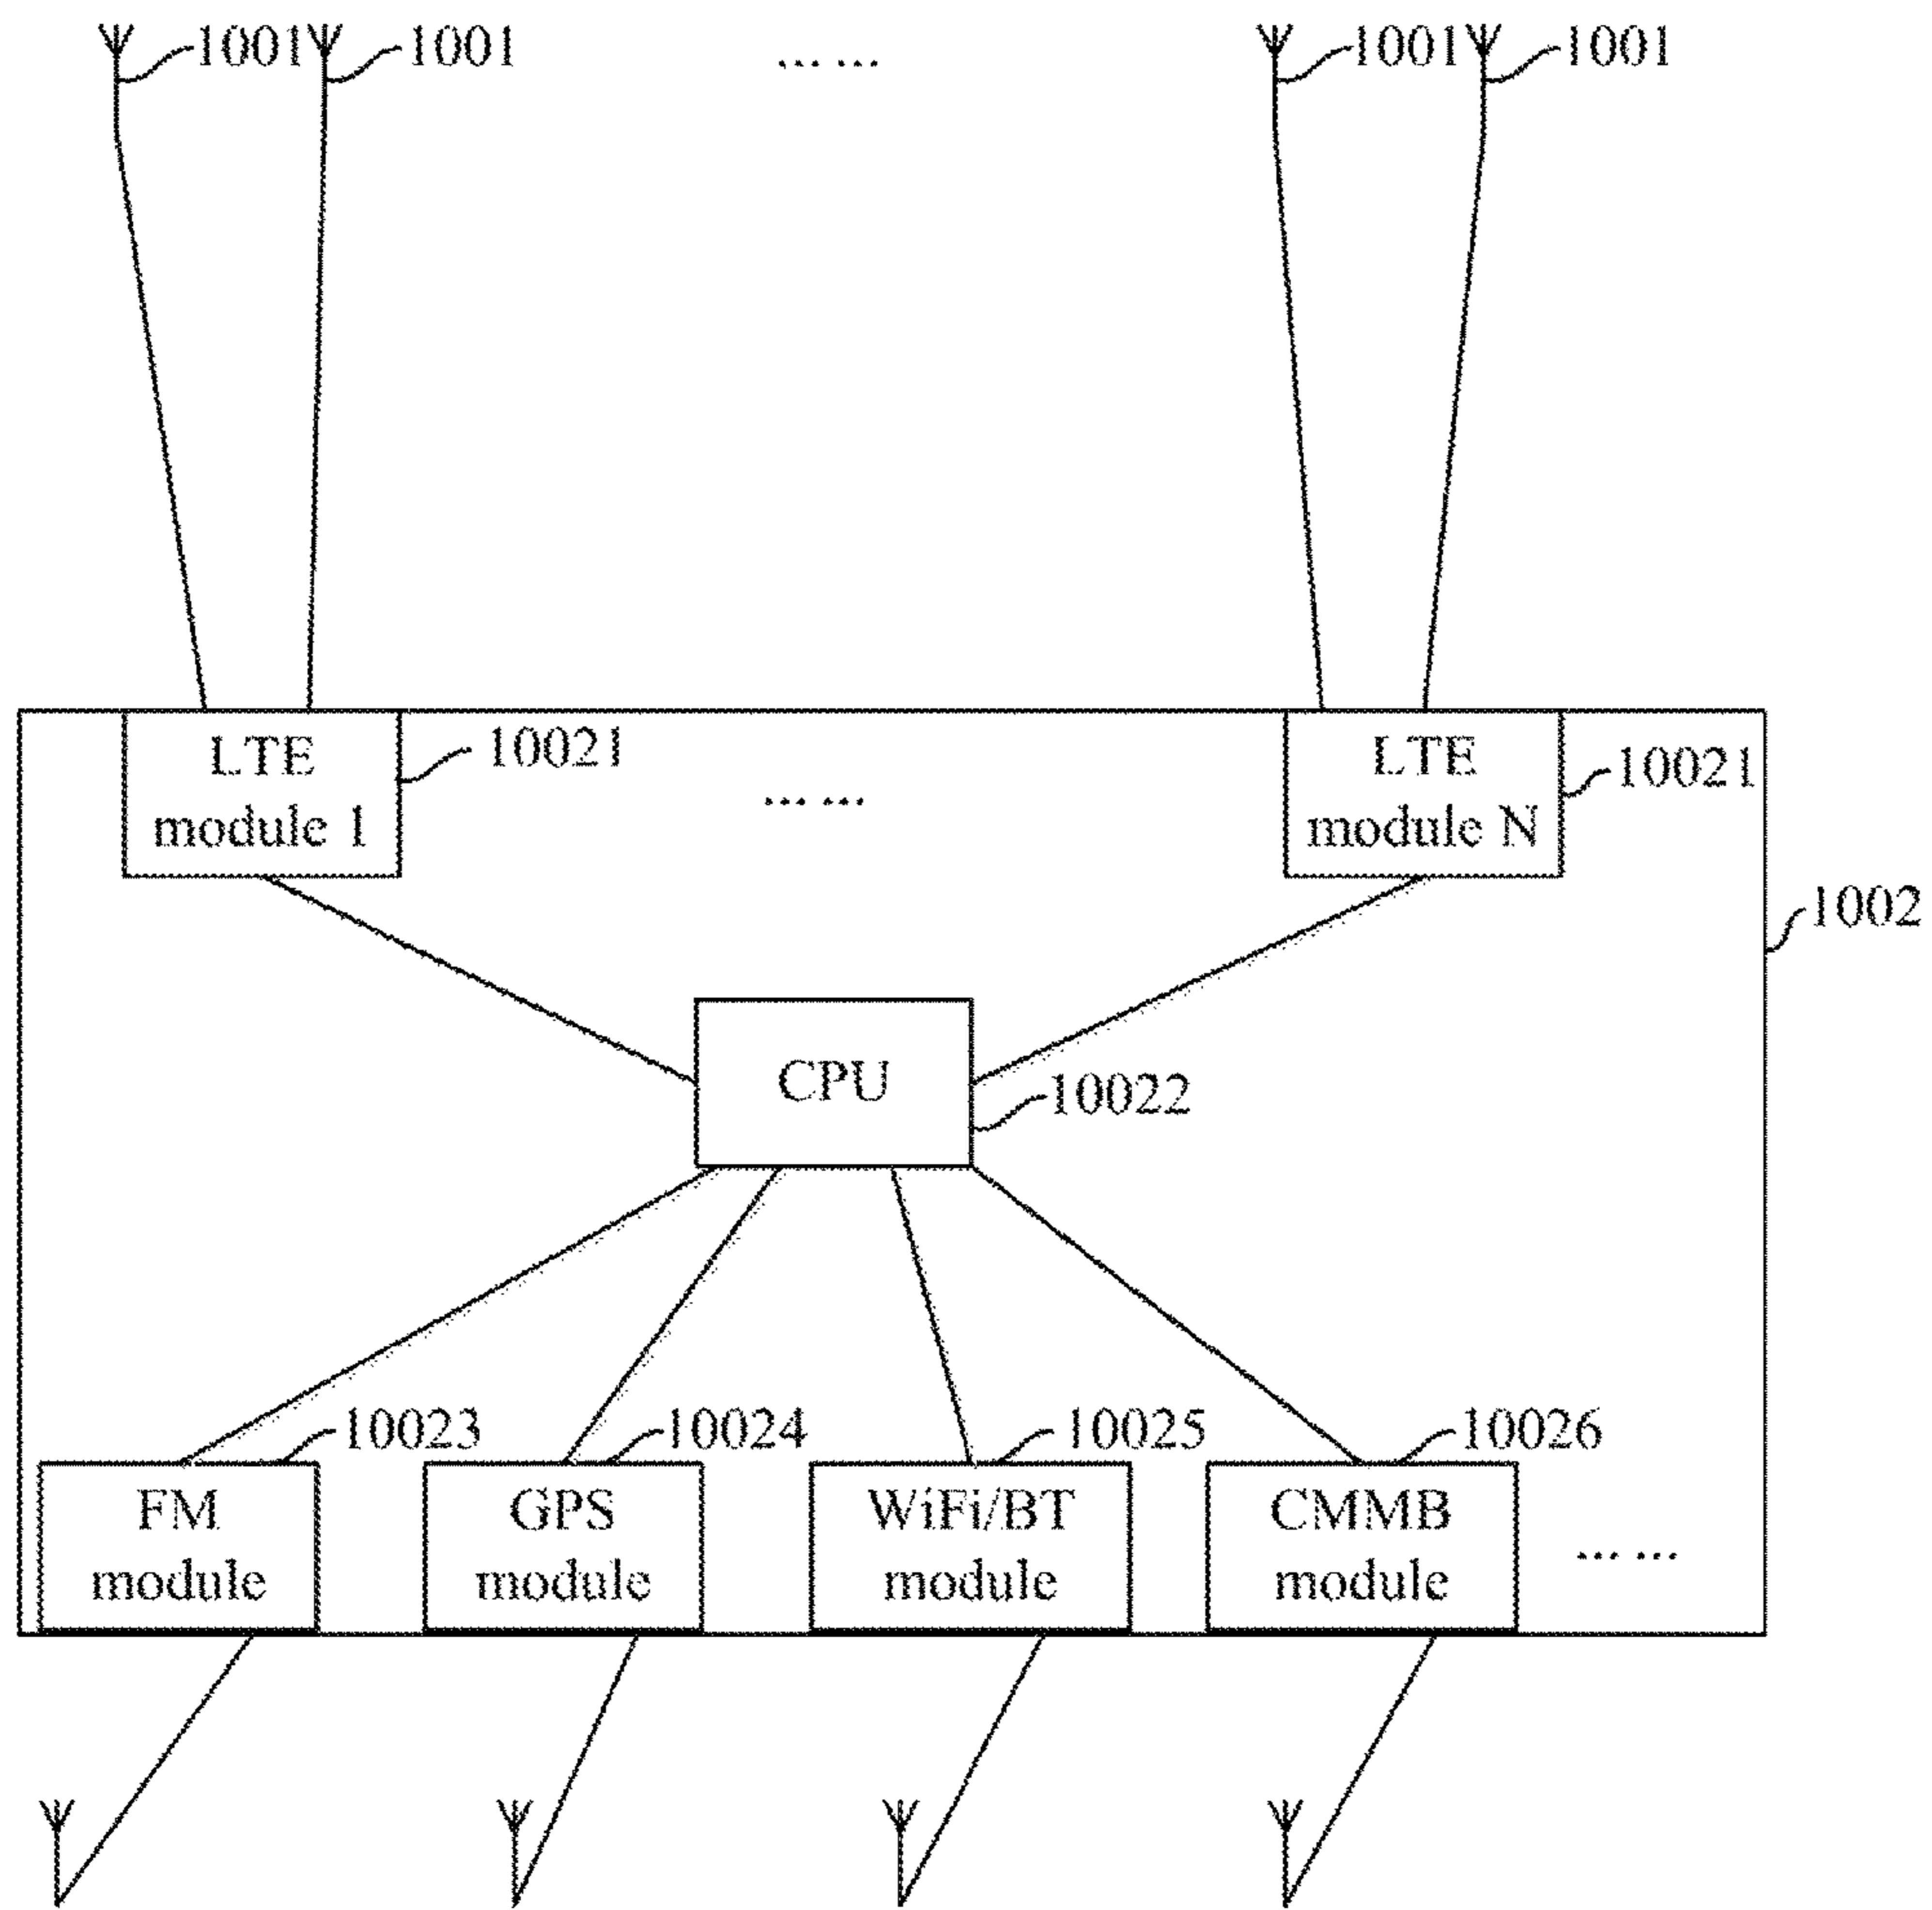 1001 1001 ... ... 1001 1001
LTE
module 1
10021
... ...
LTE
module N
10021
1002
CPU
10022
10023 10024 10025 10026
FM
module
GPS
module
WiFi/BT
module
CMMB
module
... ...